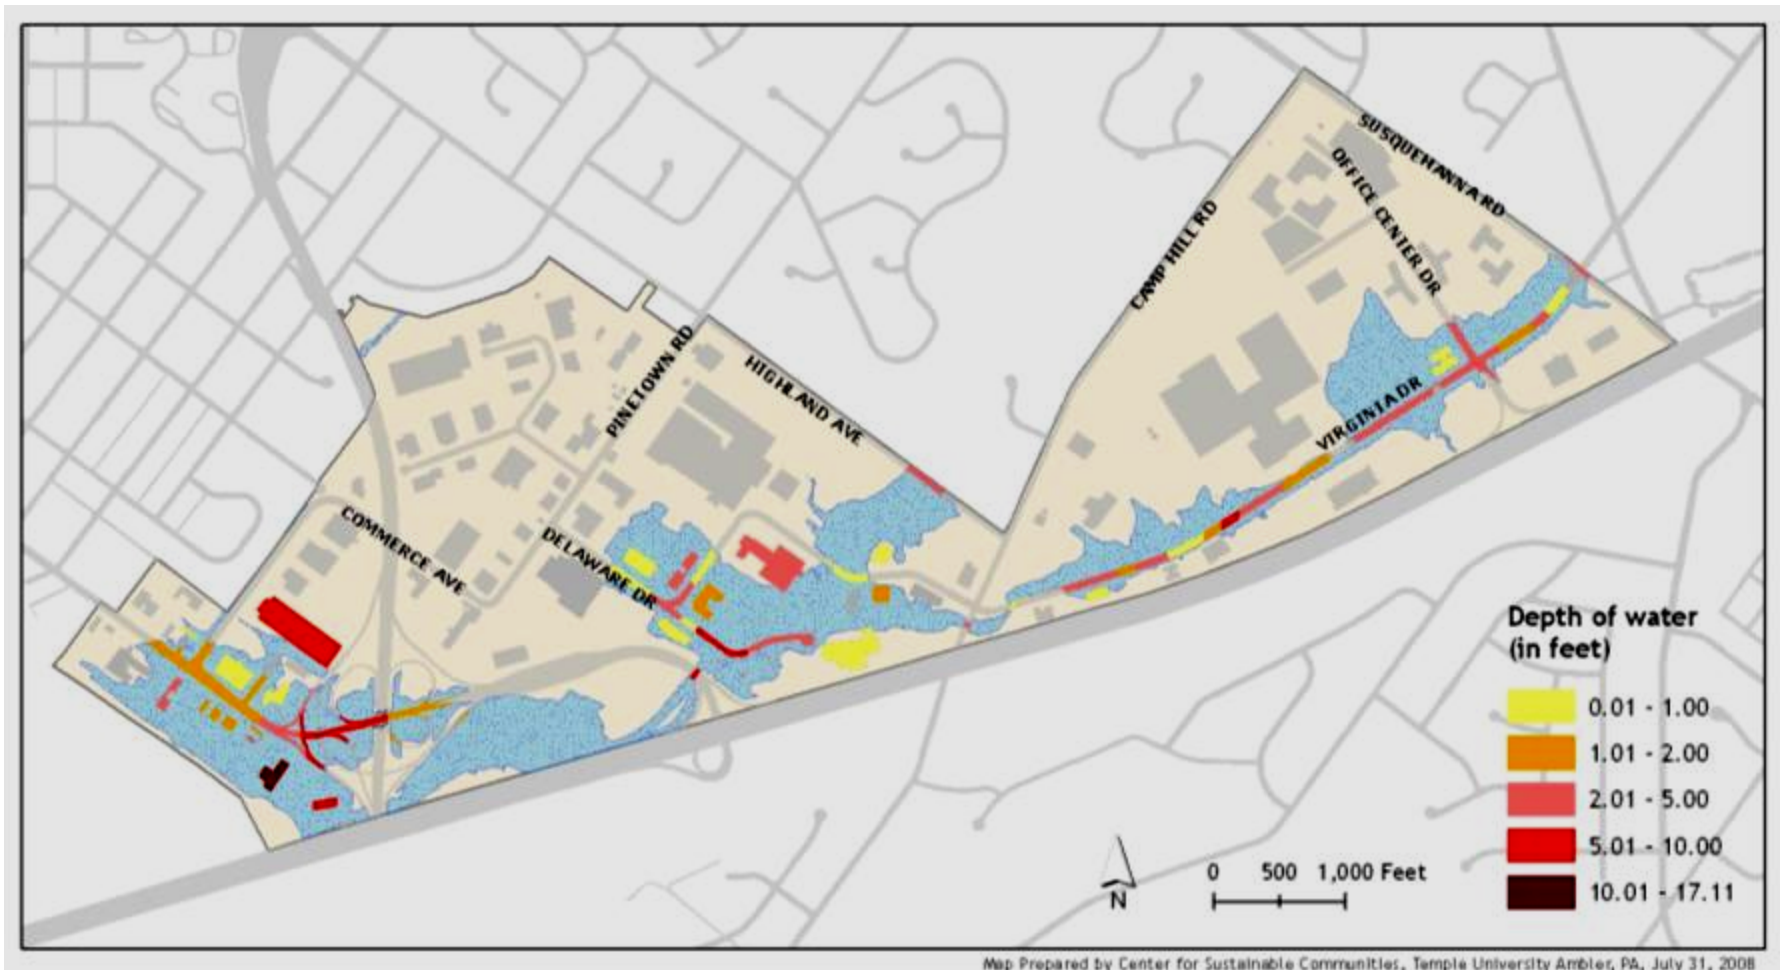 SUSQUEHANNA RD
OFFICE CENTER DR
CAMP HILL RD
PINETOWN RD
HIGHLAND AVE
VIRGINIA DR
COMMERCE AVE
DELAWARE DR
Depth of water
(in feet)
0.01 - 1.00
1.01 - 2.00
2.01 - 5.00
5.01 - 10.00
10.01 - 17.11
0 500 1,000 Feet
N
Map Prepared by Center for Sustainable Communities, Temple University Ambler, PA, July 31, 2008